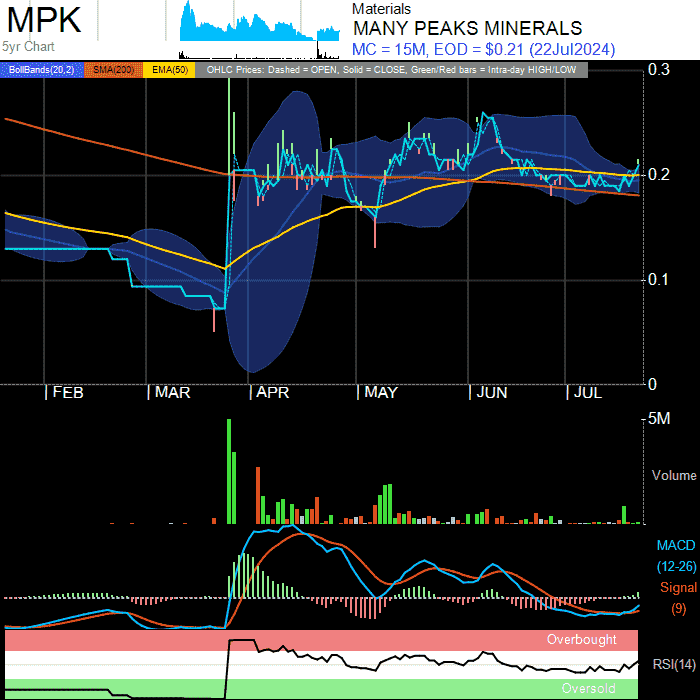 MPK
5yr Chart
Materials
MANY PEAKS MINERALS
MC = 15M, EOD = $0.21 (22Jul2024)
BollBands(20,2) SMA(200) EMA(50) OHLC Prices: Dashed = OPEN, Solid = CLOSE, Green/Red bars = Intra-day HIGH/LOW
0.3
0.2
0.1
0
FEB MAR APR MAY JUN JUL
5M
Volume
MACD
(12-26)
Signal
(9)
Overbought
RSI(14)
Oversold